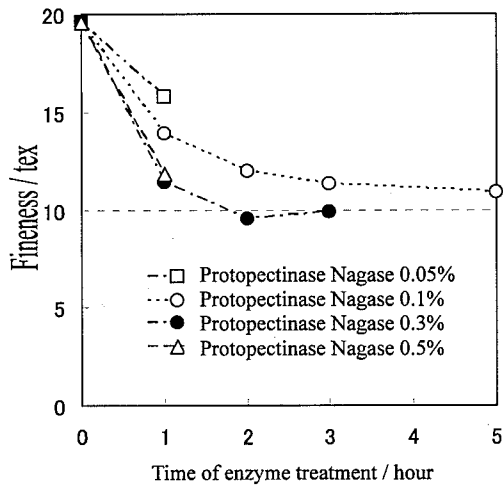 20
15
10
5
0
Fineness / tex
Protopectinase Nagase 0.05%
Protopectinase Nagase 0.1%
Protopectinase Nagase 0.3%
Protopectinase Nagase 0.5%
0 1 2 3 4 5
Time of enzyme treatment / hour